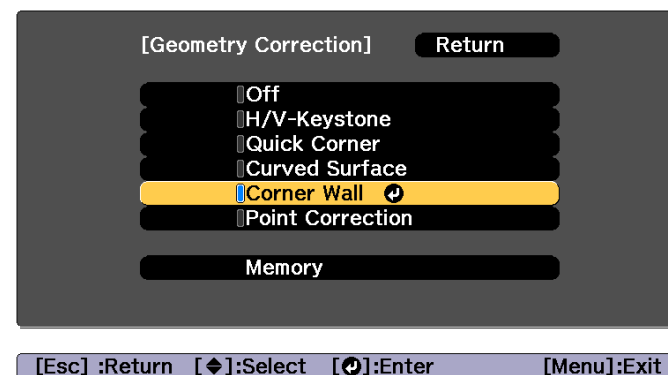 [Geometry Correction] Return
Off
H/V-Keystone
Quick Corner
Curved Surface
Corner Wall
Point Correction
Memory
[Esc] :Return [◆]:Select [↵]:Enter [Menu]:Exit